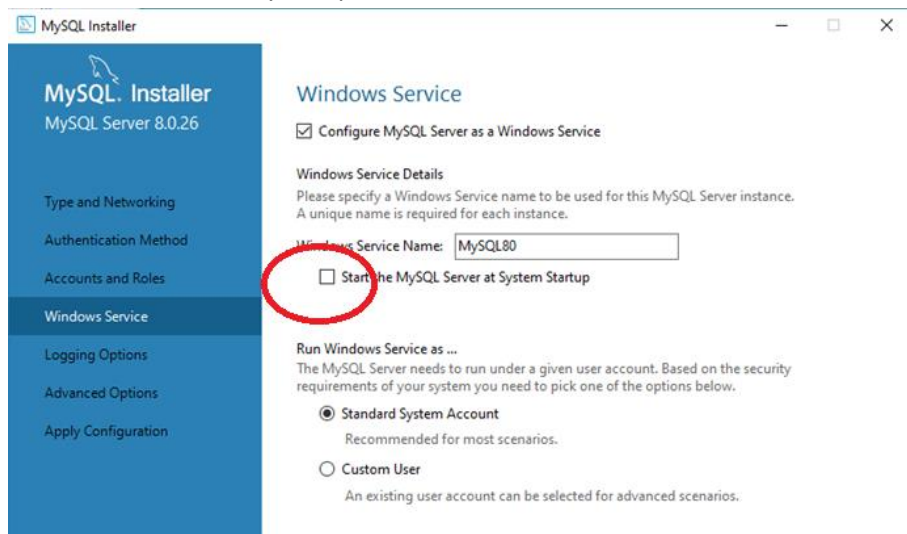 MySQL Installer
MySQL. Installer
MySQL Server 8.0.26
Type and Networking
Authentication Method
Accounts and Roles
Windows Service
Logging Options
Advanced Options
Apply Configuration
Windows Service
Configure MySQL Server as a Windows Service
Windows Service Details
Please specify a Windows Service name to be used for this MySQL Server instance.
A unique name is required for each instance.
Windows Service Name: MySQL80
Start the MySQL Server at System Startup
Run Windows Service as ...
The MySQL Server needs to run under a given user account. Based on the security
requirements of your system you need to pick one of the options below.
Standard System Account
Recommended for most scenarios.
Custom User
An existing user account can be selected for advanced scenarios.